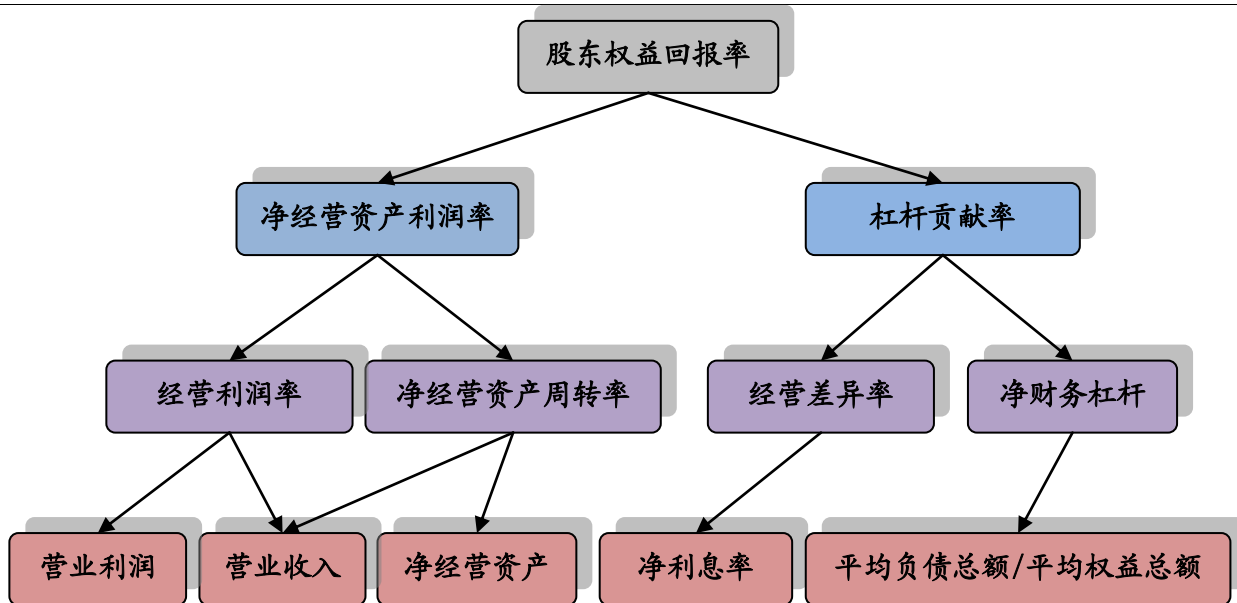 股东权益回报率
净经营资产利润率
杠杆贡献率
经营利润率
净经营资产周转率
经营差异率
净财务杠杆
营业利润
营业收入
净经营资产
净利息率
平均负债总额/平均权益总额